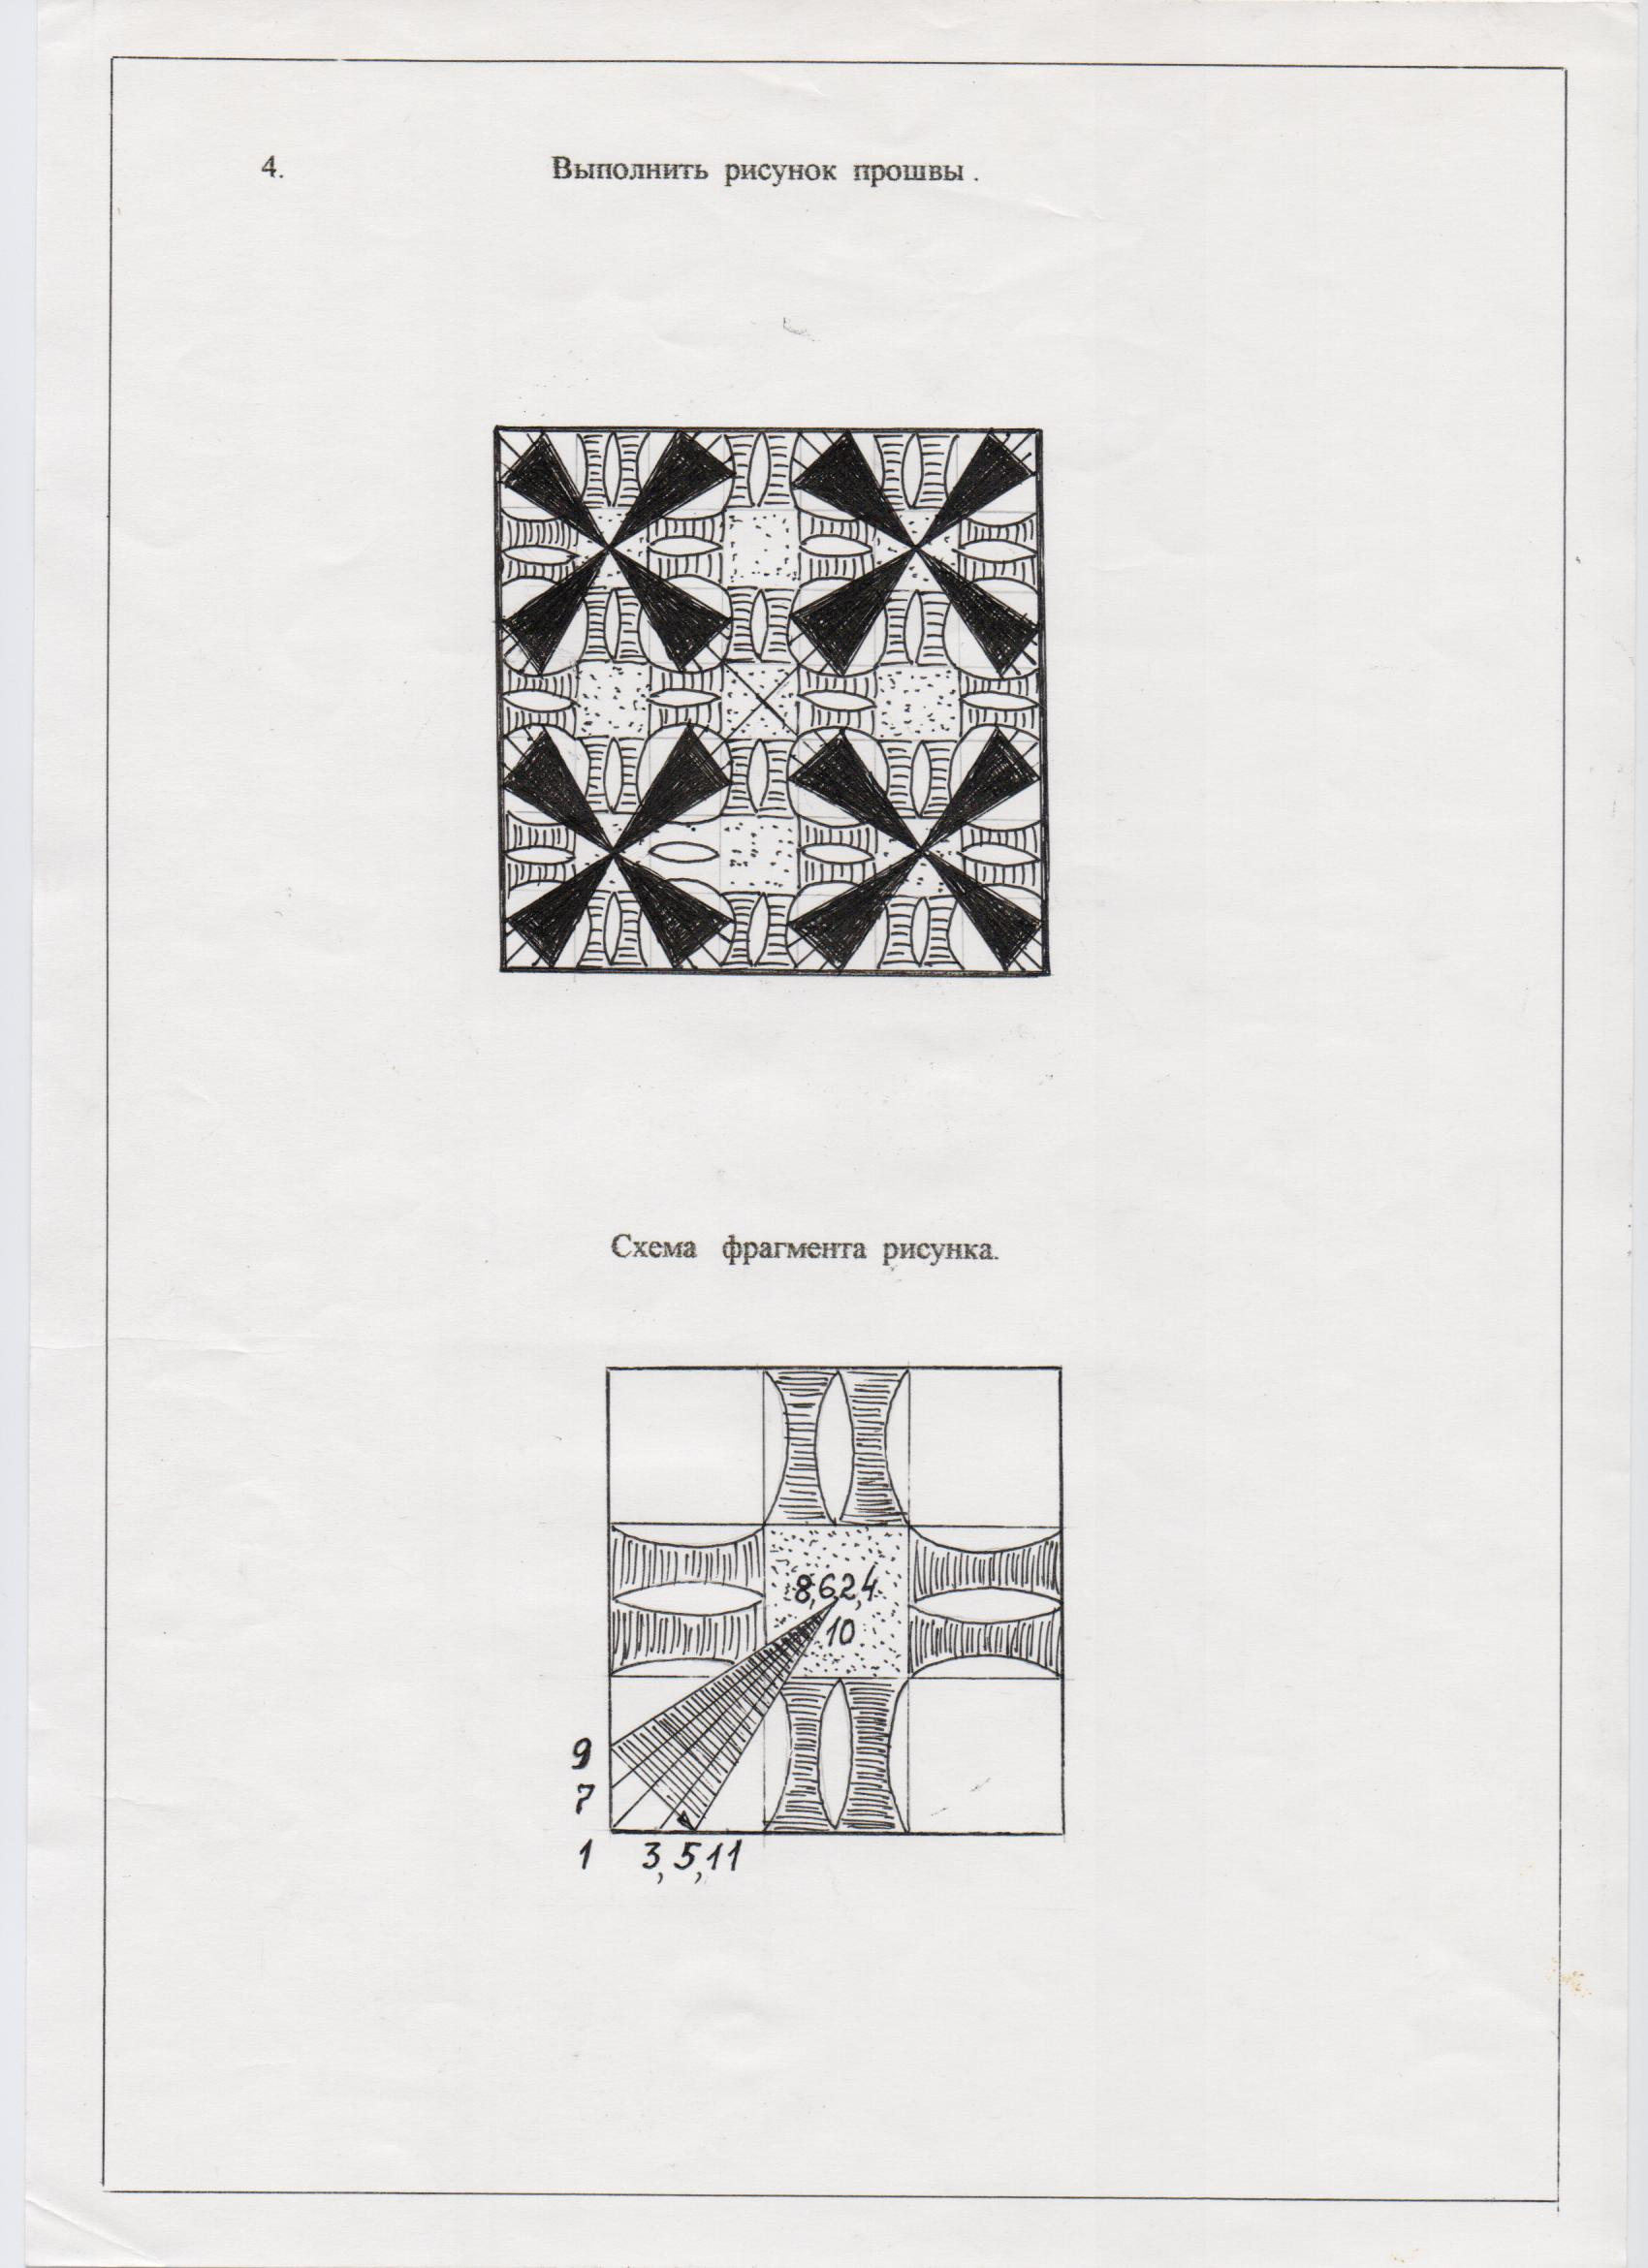 4. Выполнить рисунок прошвы .
Схема фрагмента рисунка.
8,6,2,4
10
9
7
1 3,5,11